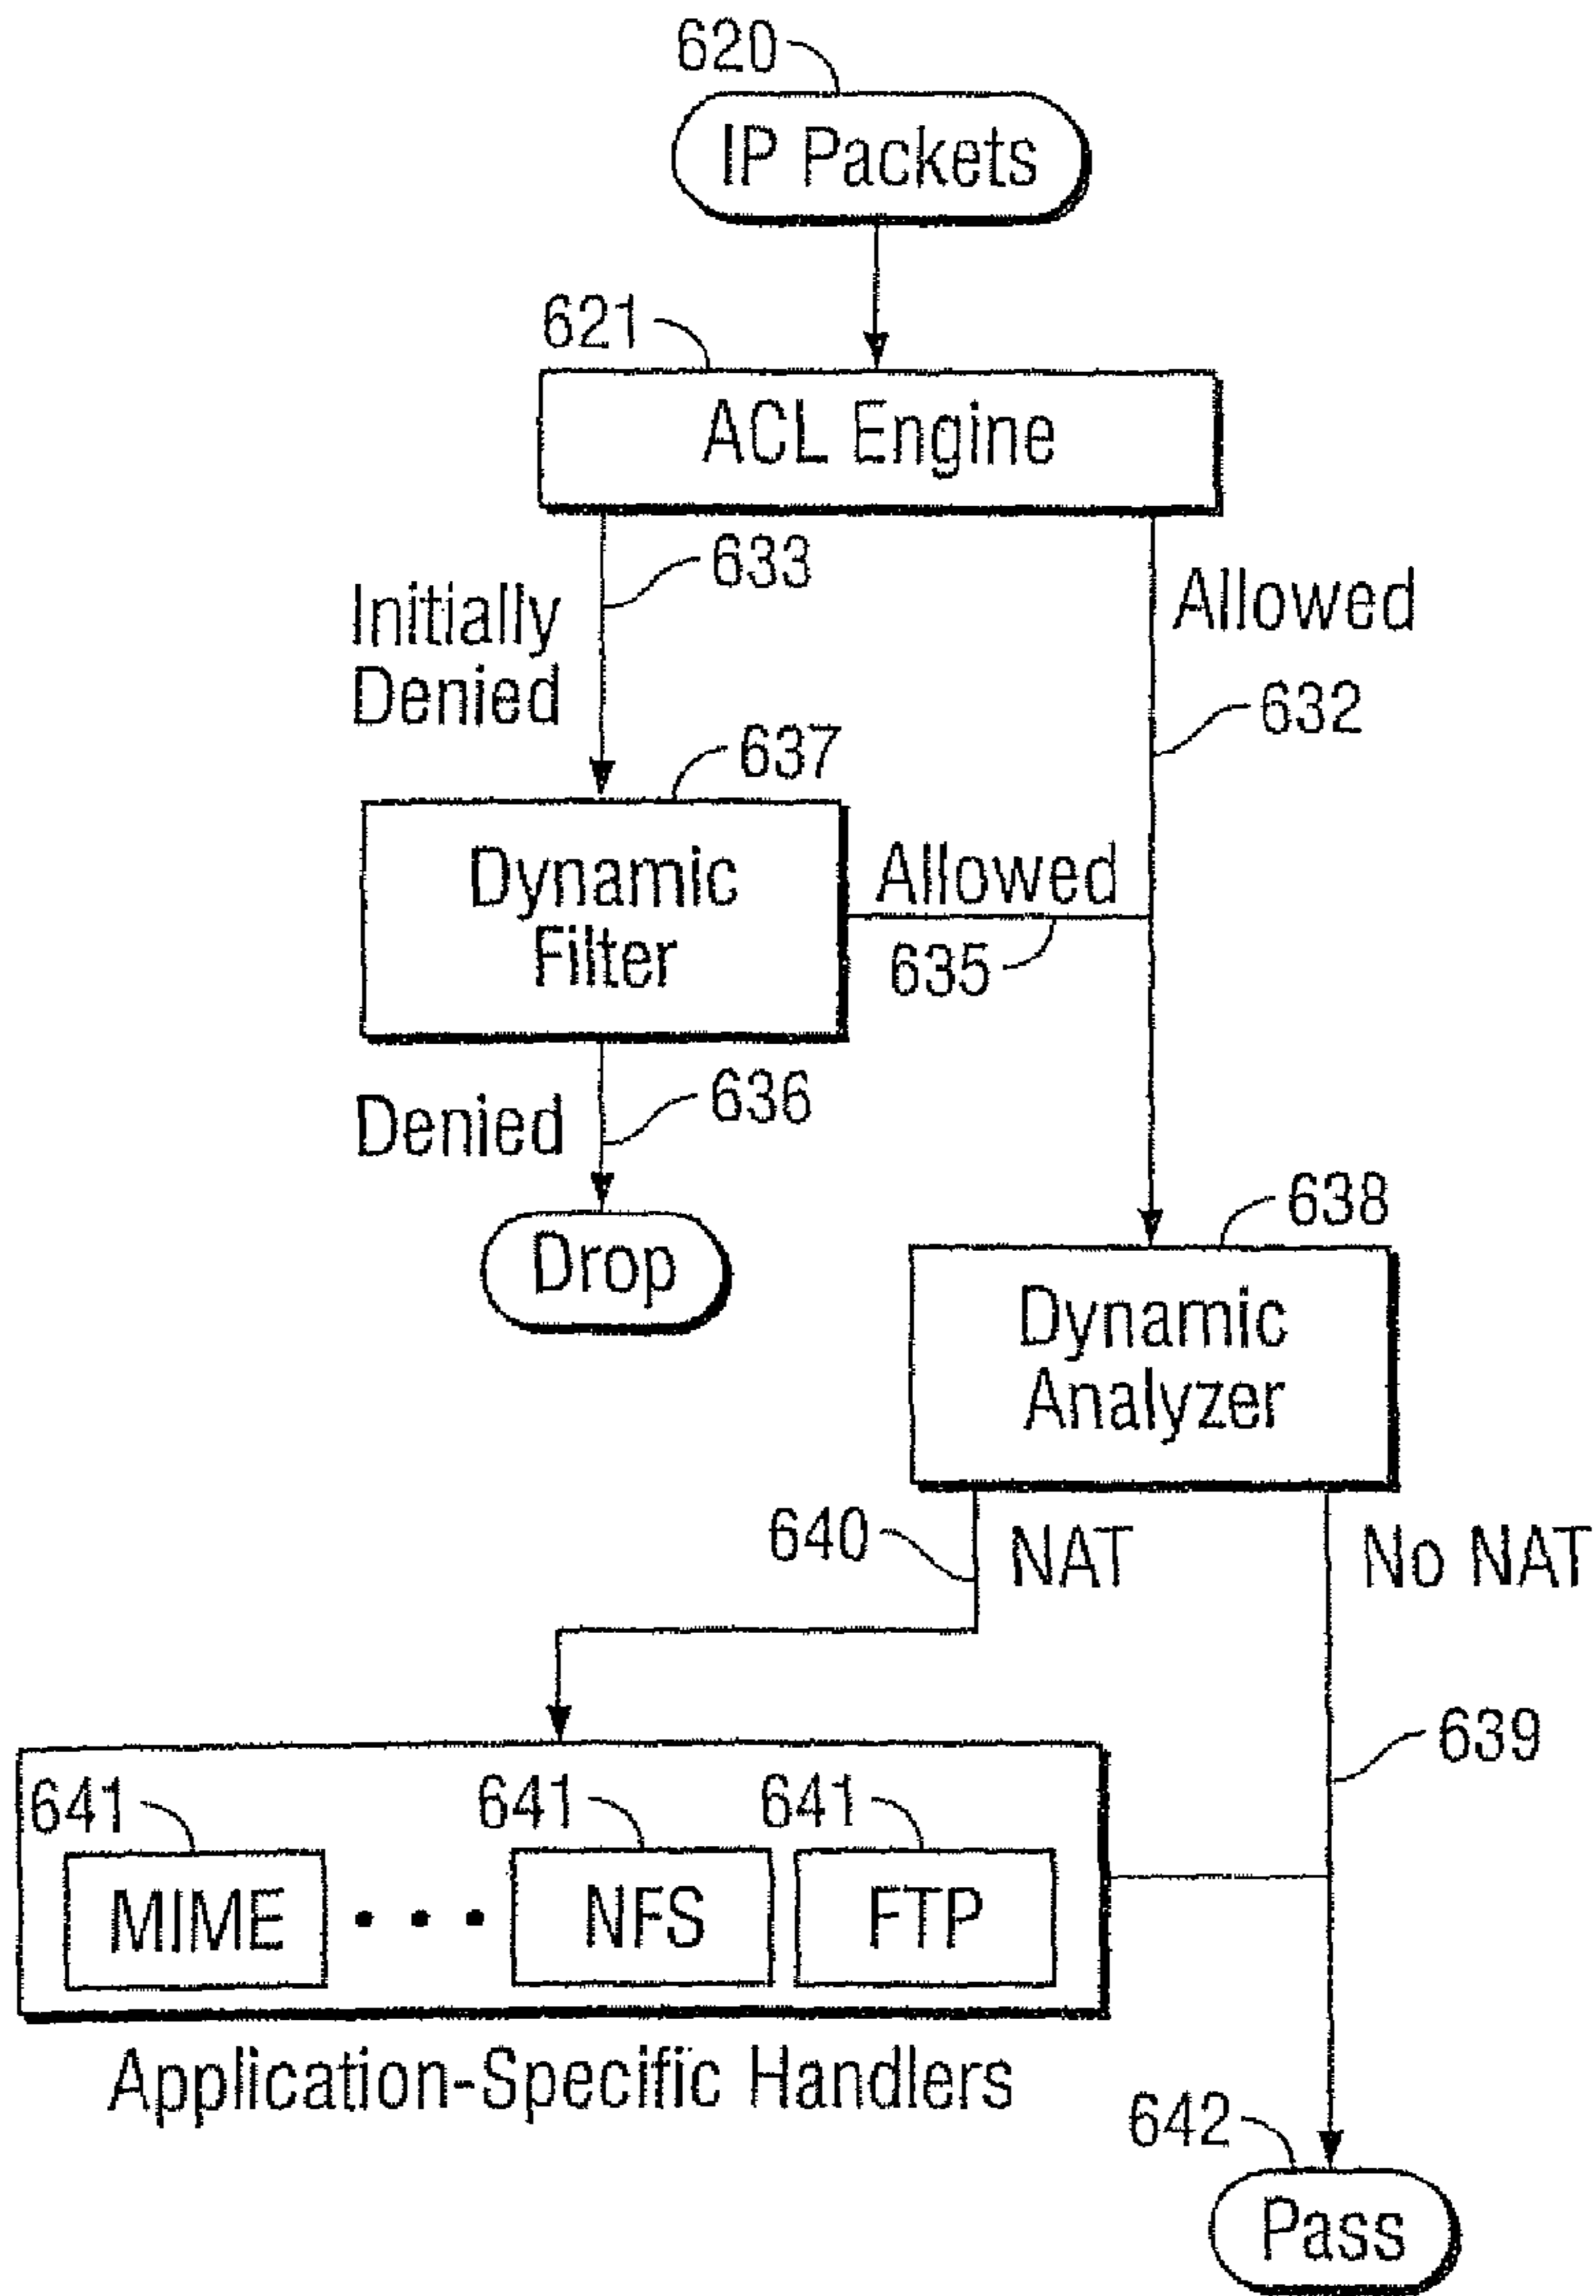 620
IP Packets
621
ACL Engine
633
Initially
Denied
Allowed
632
637
Dynamic
Filter
Allowed
635
Denied
636
Drop
638
Dynamic
Analyzer
640
NAT
No NAT
639
641
641
641
MIME • • • NFS FTP
Application-Specific Handlers
642
Pass